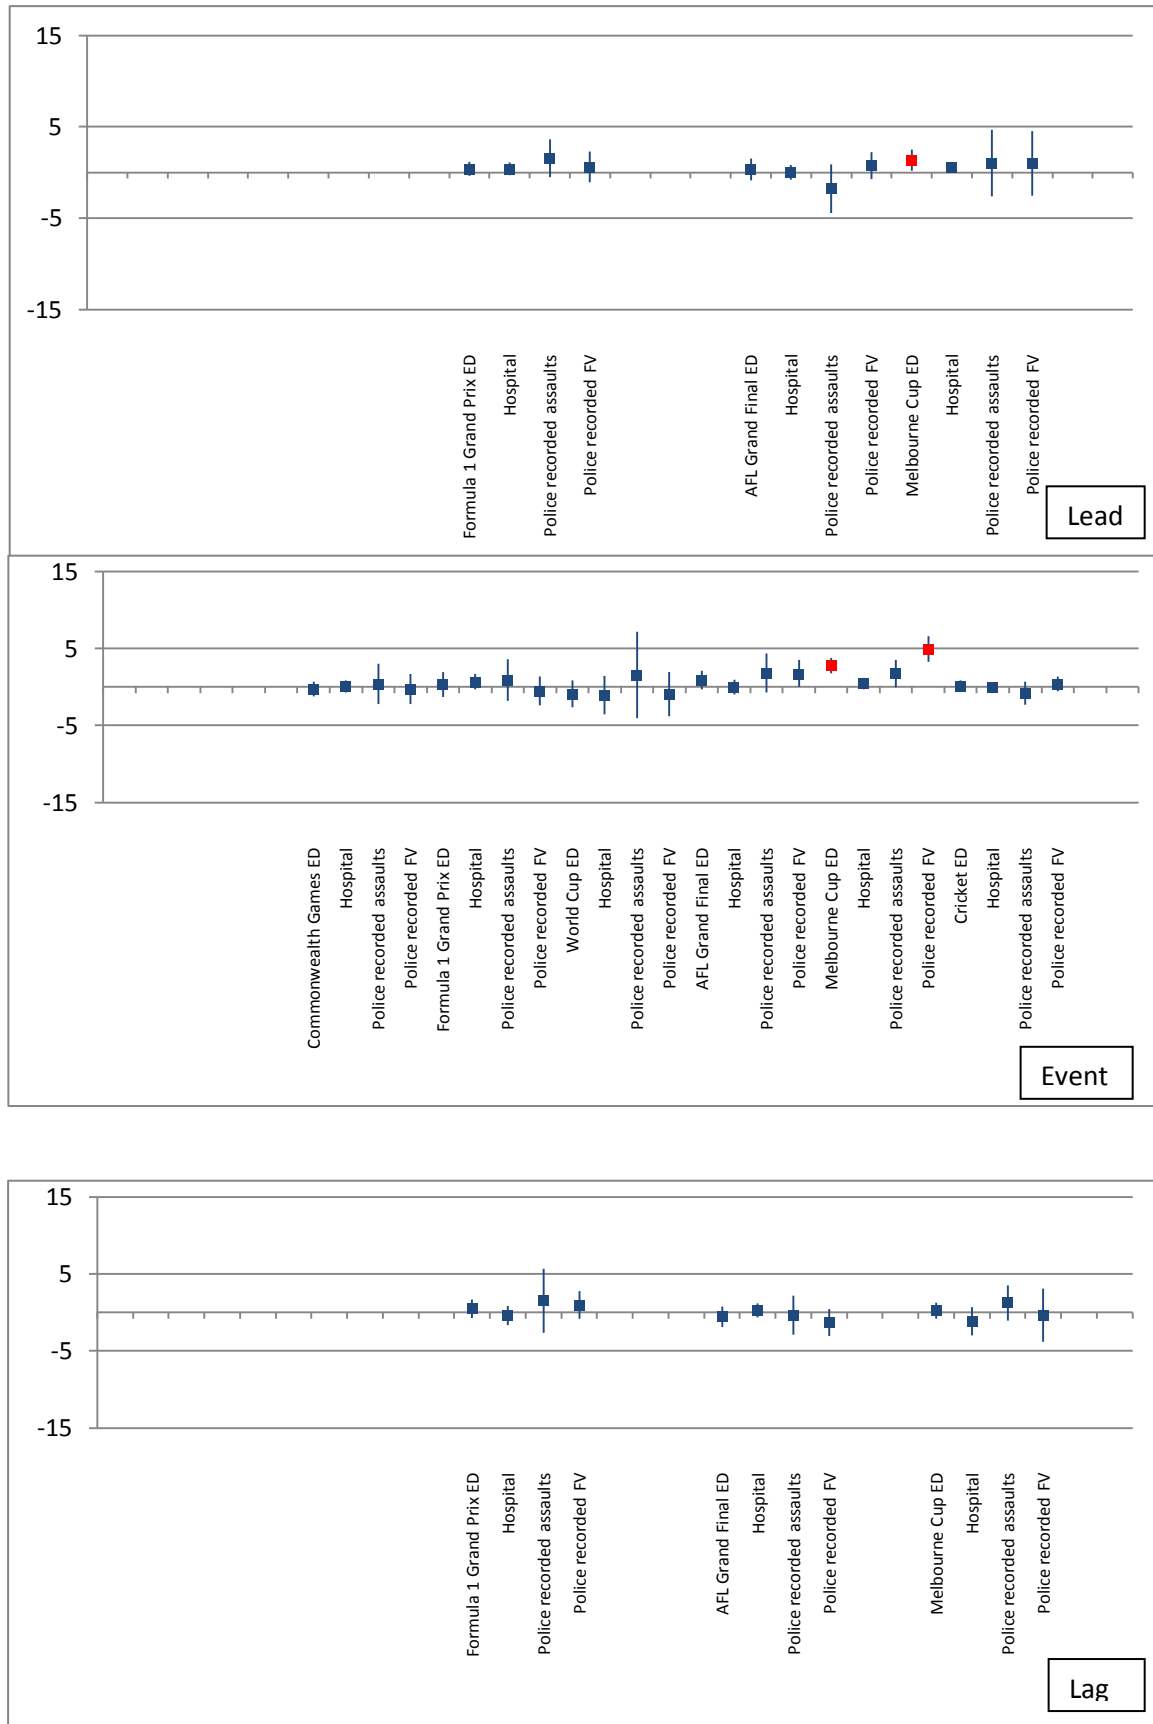 15
5
-5
-15
Formula 1 Grand Prix ED
Hospital
Police recorded assaults
Police recorded FV
AFL Grand Final ED
Hospital
Police recorded assaults
Police recorded FV
Melbourne Cup ED
Hospital
Police recorded assaults
Police recorded FV
Lead
15
5
-5
-15
Commonwealth Games ED
Hospital
Police recorded assaults
Police recorded FV
Formula 1 Grand Prix ED
Hospital
Police recorded assaults
Police recorded FV
World Cup ED
Hospital
Police recorded assaults
Police recorded FV
AFL Grand Final ED
Hospital
Police recorded assaults
Police recorded FV
Melbourne Cup ED
Hospital
Police recorded assaults
Police recorded FV
Cricket ED
Hospital
Police recorded assaults
Police recorded FV
Event
15
5
-5
-15
Formula 1 Grand Prix ED
Hospital
Police recorded assaults
Police recorded FV
AFL Grand Final ED
Hospital
Police recorded assaults
Police recorded FV
Melbourne Cup ED
Hospital
Police recorded assaults
Police recorded FV
Lag